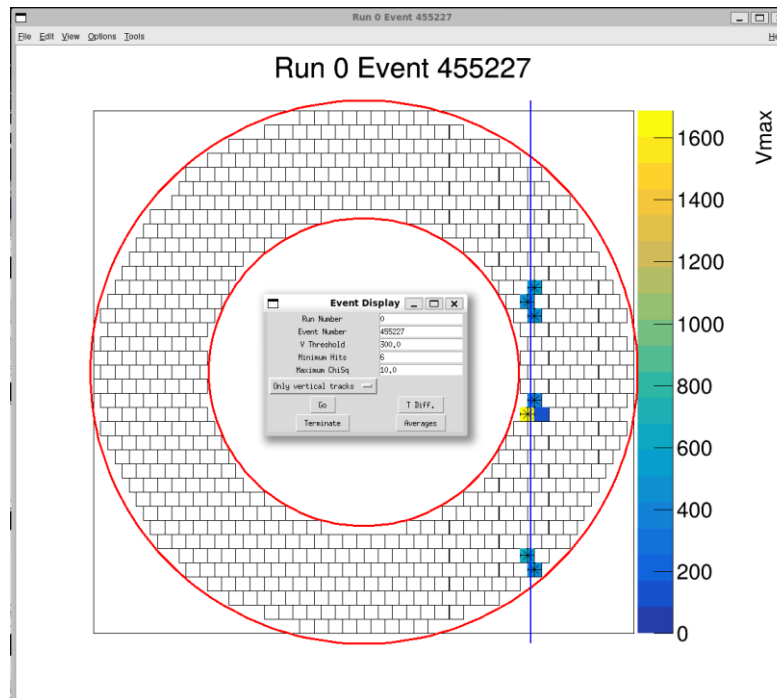 Run 0 Event 455227
File Edit View Options Tools He
Run 0 Event 455227
Vmax
1600
1400
1200
1000
800
600
400
200
0
Event Display
Run Number 0
Event Number 455227
V Threshold 300.0
Minimum Hits 6
Maximum ChiSq 10.0
Only vertical tracks
Go T Diff.
Terminate Averages